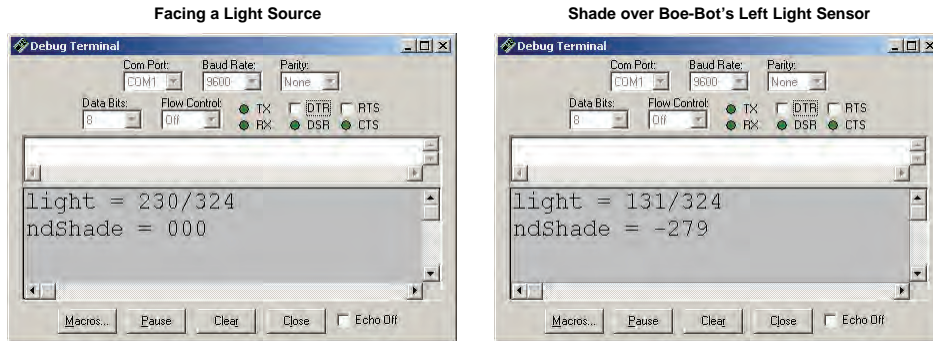 Facing a Light Source
Debug Terminal
Com Port: Baud Rate: Parity:
COM1 9600 None
Data Bits: Flow Control: TX DTR RTS
8 Off RX DSR CTS
light = 230/324
ndShade = 000
Macros... Pause Clear Close Echo Off
Shade over Boe-Bot's Left Light Sensor
Debug Terminal
Com Port: Baud Rate: Parity:
COM1 9600 None
Data Bits: Flow Control: TX DTR RTS
8 Off RX DSR CTS
light = 131/324
ndShade = -279
Macros... Pause Clear Close Echo Off